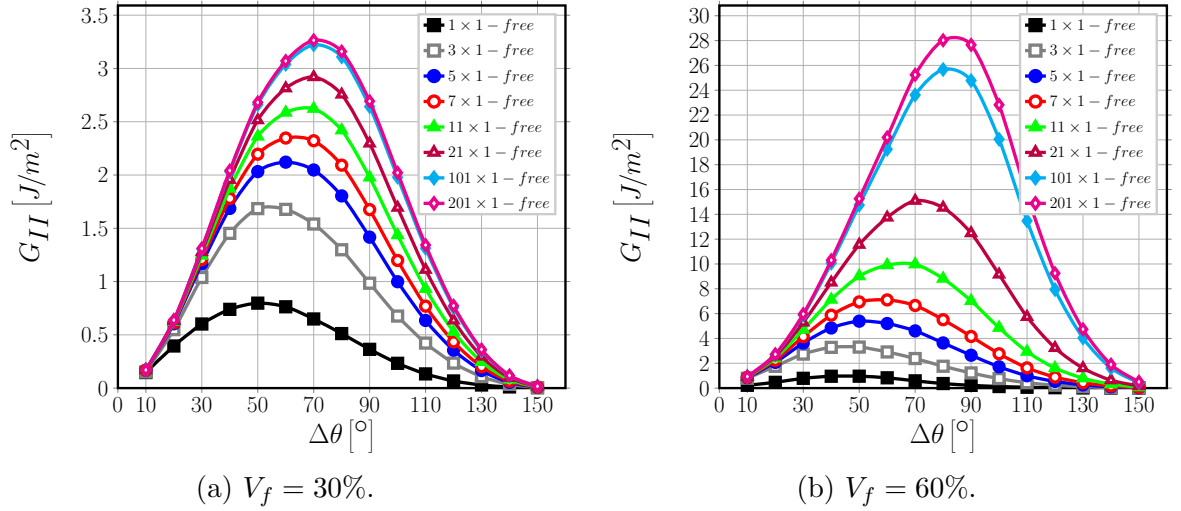 3.5
3
2.5
2
1.5
1
0.5
0
G_{II} [J/m^2]
0 10 30 50 70 90 110 130 150
Δθ [°]
1 × 1 − free
3 × 1 − free
5 × 1 − free
7 × 1 − free
11 × 1 − free
21 × 1 − free
101 × 1 − free
201 × 1 − free
(a) V_f = 30%.
30
28
26
24
22
20
18
16
14
12
10
8
6
4
2
0
G_{II} [J/m^2]
0 10 30 50 70 90 110 130 150
Δθ [°]
1 × 1 − free
3 × 1 − free
5 × 1 − free
7 × 1 − free
11 × 1 − free
21 × 1 − free
101 × 1 − free
201 × 1 − free
(b) V_f = 60%.